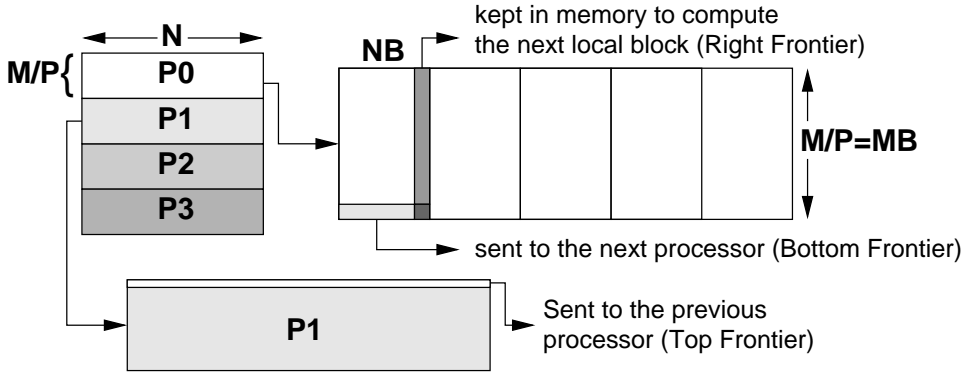 N
kept in memory to compute
the next local block (Right Frontier)
NB
M/P{
P0
P1
P2
P3
M/P=MB
sent to the next processor (Bottom Frontier)
P1
Sent to the previous
processor (Top Frontier)